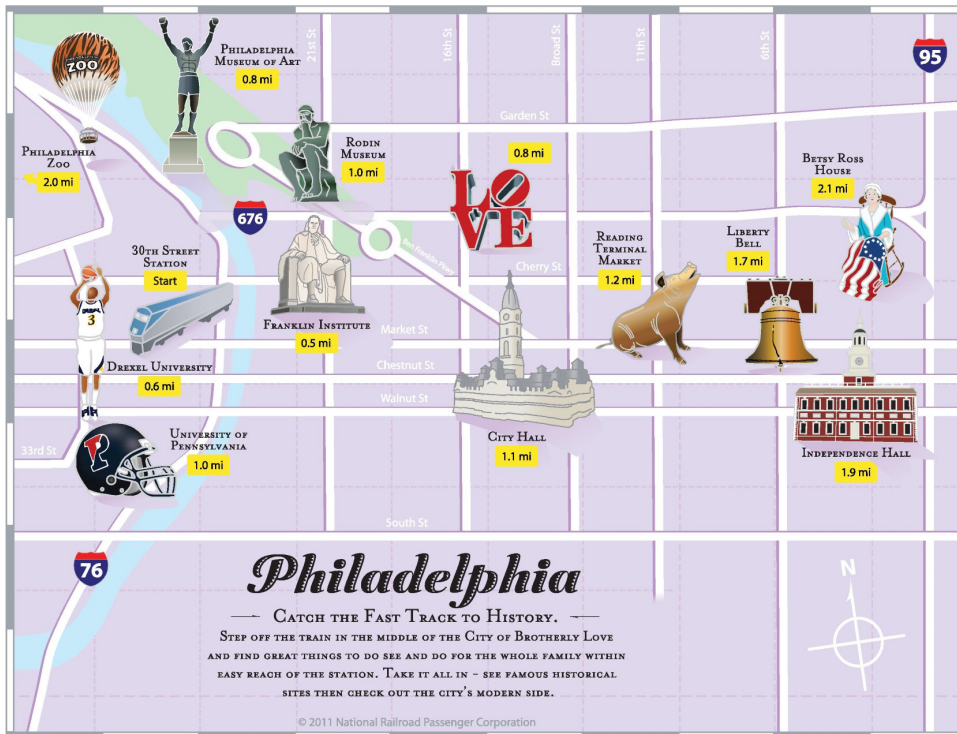 21st St
16th St
Broad St
11th St
6th St
95
ZOO
Philadelphia
Museum of Art
0.8 mi
Garden St
Philadelphia
Zoo
2.0 mi
Rodin
Museum
1.0 mi
0.8 mi
LOVE
Betsy Ross
House
2.1 mi
676
Ben Franklin Pkwy
30th Street
Station
Start
Reading
Terminal
Market
1.2 mi
Liberty
Bell
1.7 mi
Cherry St
3
Franklin Institute
0.5 mi
Market St
Chestnut St
Drexel University
0.6 mi
Walnut St
University of
Pennsylvania
1.0 mi
P
33rd St
City Hall
1.1 mi
Independence Hall
1.9 mi
South St
76
N
Philadelphia
Catch the Fast Track to History.
Step off the train in the middle of the City of Brotherly Love
and find great things to do see and do for the whole family within
easy reach of the station. Take it all in – see famous historical
sites then check out the city's modern side.
© 2011 National Railroad Passenger Corporation